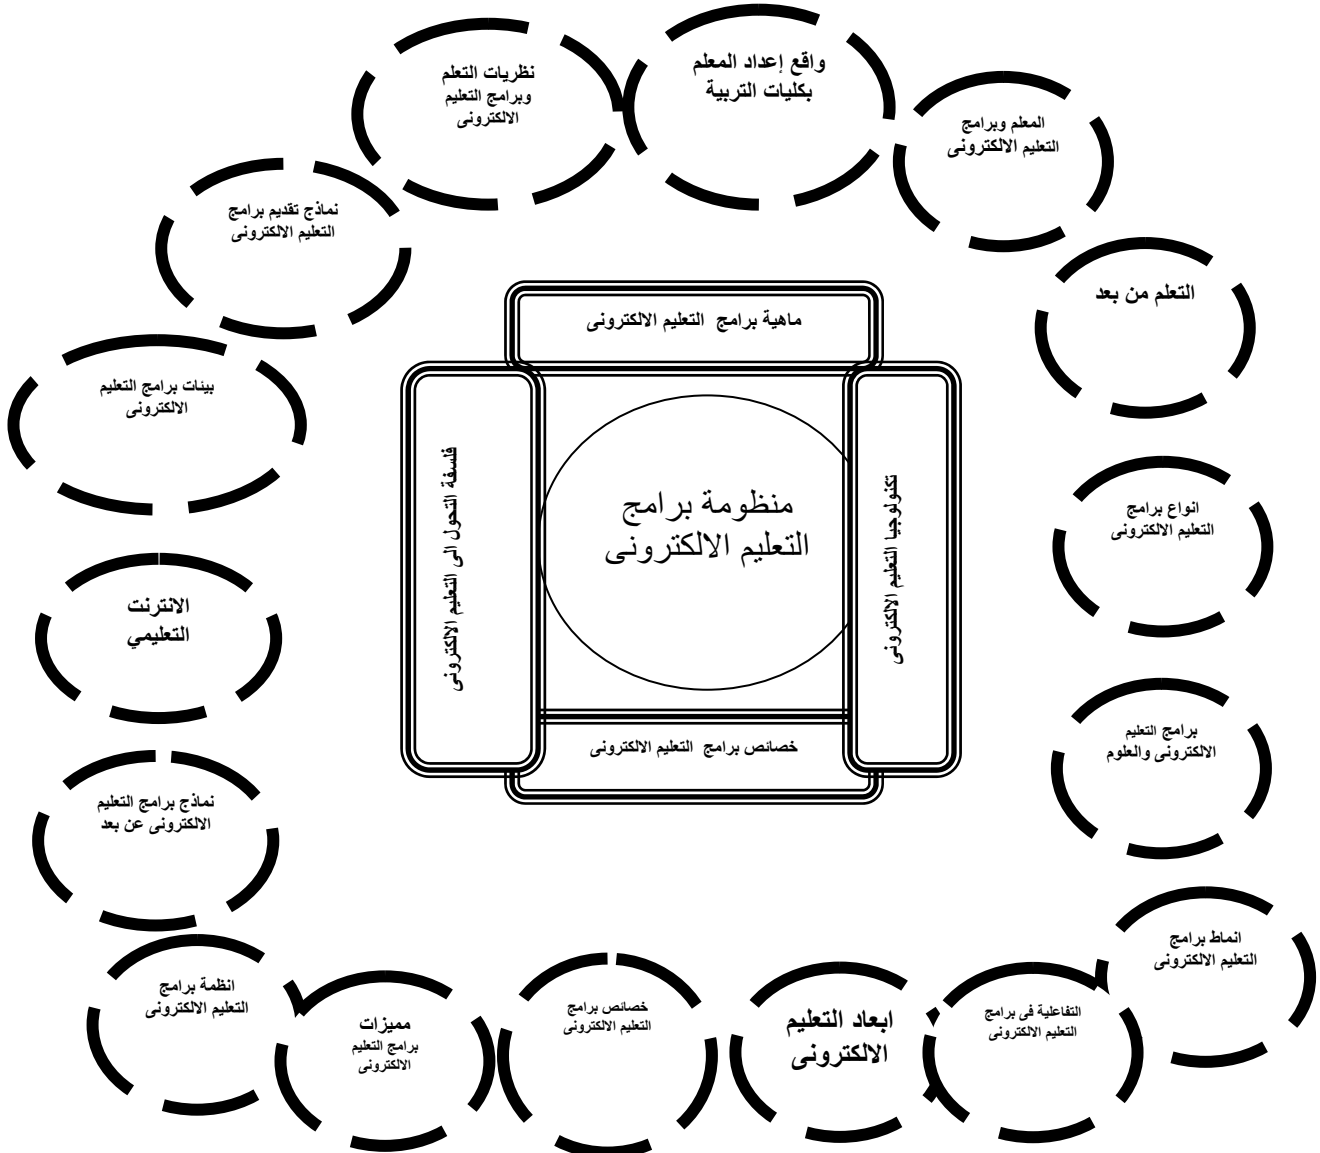 واقع إعداد المعلم
بكليات التربية
نظريات التعلم
وبرامج التعليم
الالكترونى
المعلم وبرامج
التعليم الالكترونى
نماذج تقديم برامج
التعليم الالكترونى
التعلم من بعد
ماهية برامج التعليم الالكترونى
بيئات برامج التعليم
الالكترونى
فلسفة التحول الى التعليم الالكترونى
منظومة برامج
التعليم الالكترونى
تكنولوجيا التعليم الالكترونى
انواع برامج
التعليم الالكترونى
الانترنت
التعليمي
برامج التعليم
الالكترونى والعلوم
خصائص برامج التعليم الالكترونى
نماذج برامج التعليم
الالكترونى عن بعد
انماط برامج
التعليم الالكترونى
انظمة برامج
التعليم الالكترونى
مميزات
برامج التعليم
الالكترونى
خصائص برامج
التعليم الالكترونى
ابعاد التعليم
الالكترونى
التفاعلية فى برامج
التعليم الالكترونى